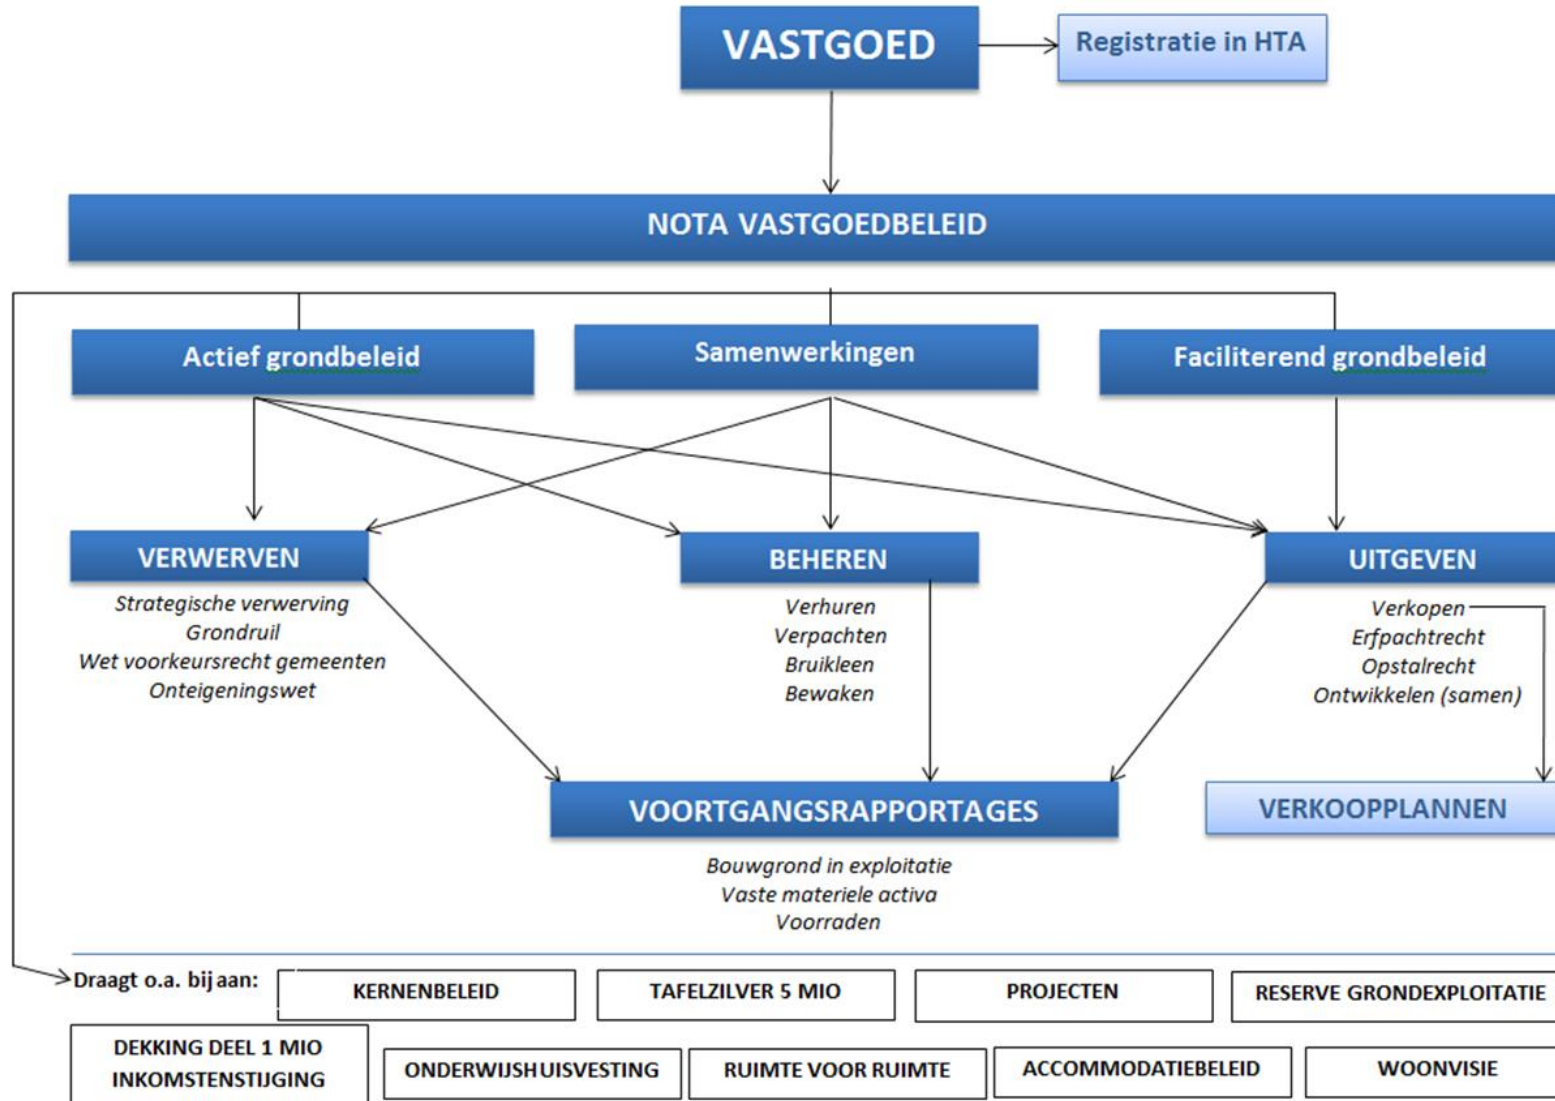 VASTGOED
Registratie in HTA
NOTA VASTGOEDBELEID
Actief grondbeleid
Samenwerkingen
Faciliterend grondbeleid
VERWERVEN
Strategische verwerving
Grondruil
Wet voorkeursrecht gemeenten
Onteigeningswet
BEHEREN
Verhuren
Verpachten
Bruikleen
Bewaken
UITGEVEN
Verkopen
Erfpachtrecht
Opstalrecht
Ontwikkelen (samen)
VOORTGANGSRAPPORTAGES
Bouwgrond in exploitatie
Vaste materiele activa
Voorraden
VERKOOPPLANNEN
Draagt o.a. bij aan:
KERNENBELEID
TAFELZILVER 5 MIO
PROJECTEN
RESERVE GRONDEXPLOITATIE
DEKKING DEEL 1 MIO
INKOMSTENSTIJGING
ONDERWIJSHUISVESTING
RUIMTE VOOR RUIMTE
ACCOMMODATIEBELEID
WOONVISIE